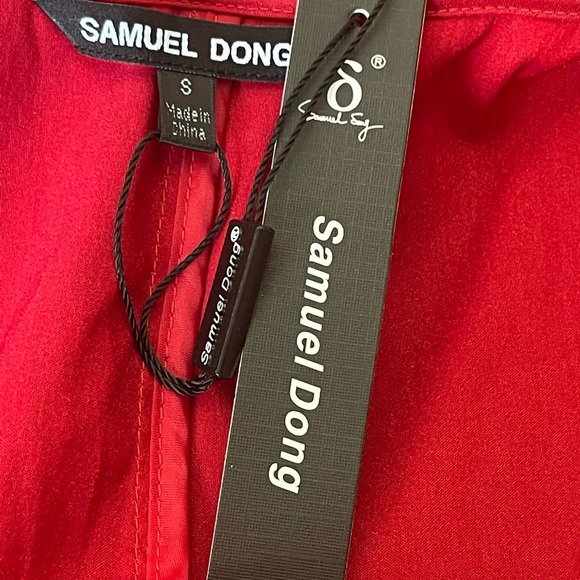 SAMUEL DONG
S
Made in
China
®
Samuel Dong
Samuel Dong®